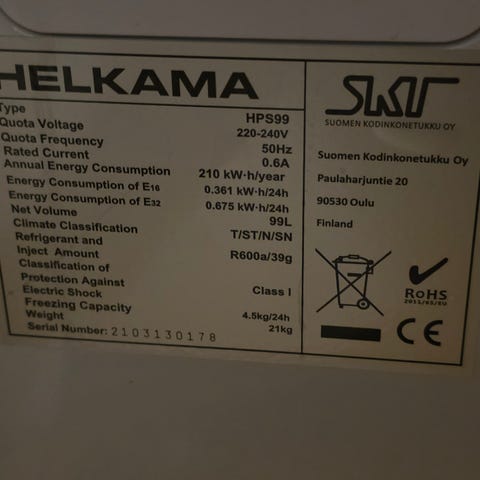 HELKAMA
Type HPS99
Quota Voltage 220-240V
Quota Frequency 50Hz
Rated Current 0.6A
Annual Energy Consumption 210 kW·h/year
Energy Consumption of E16 0.361 kW·h/24h
Energy Consumption of E32 0.675 kW·h/24h
Net Volume 99L
Climate Classification T/ST/N/SN
Refrigerant and
Inject Amount R600a/39g
Classification of
Protection Against
Electric Shock Class I
Freezing Capacity 4.5kg/24h
Weight 21kg
Serial Number: 2103130178
SKT
SUOMEN KODINKONETUKKU OY
Suomen Kodinkonetukku Oy
Paulaharjuntie 20
90530 Oulu
Finland
RoHS
2011/65/EU
CE